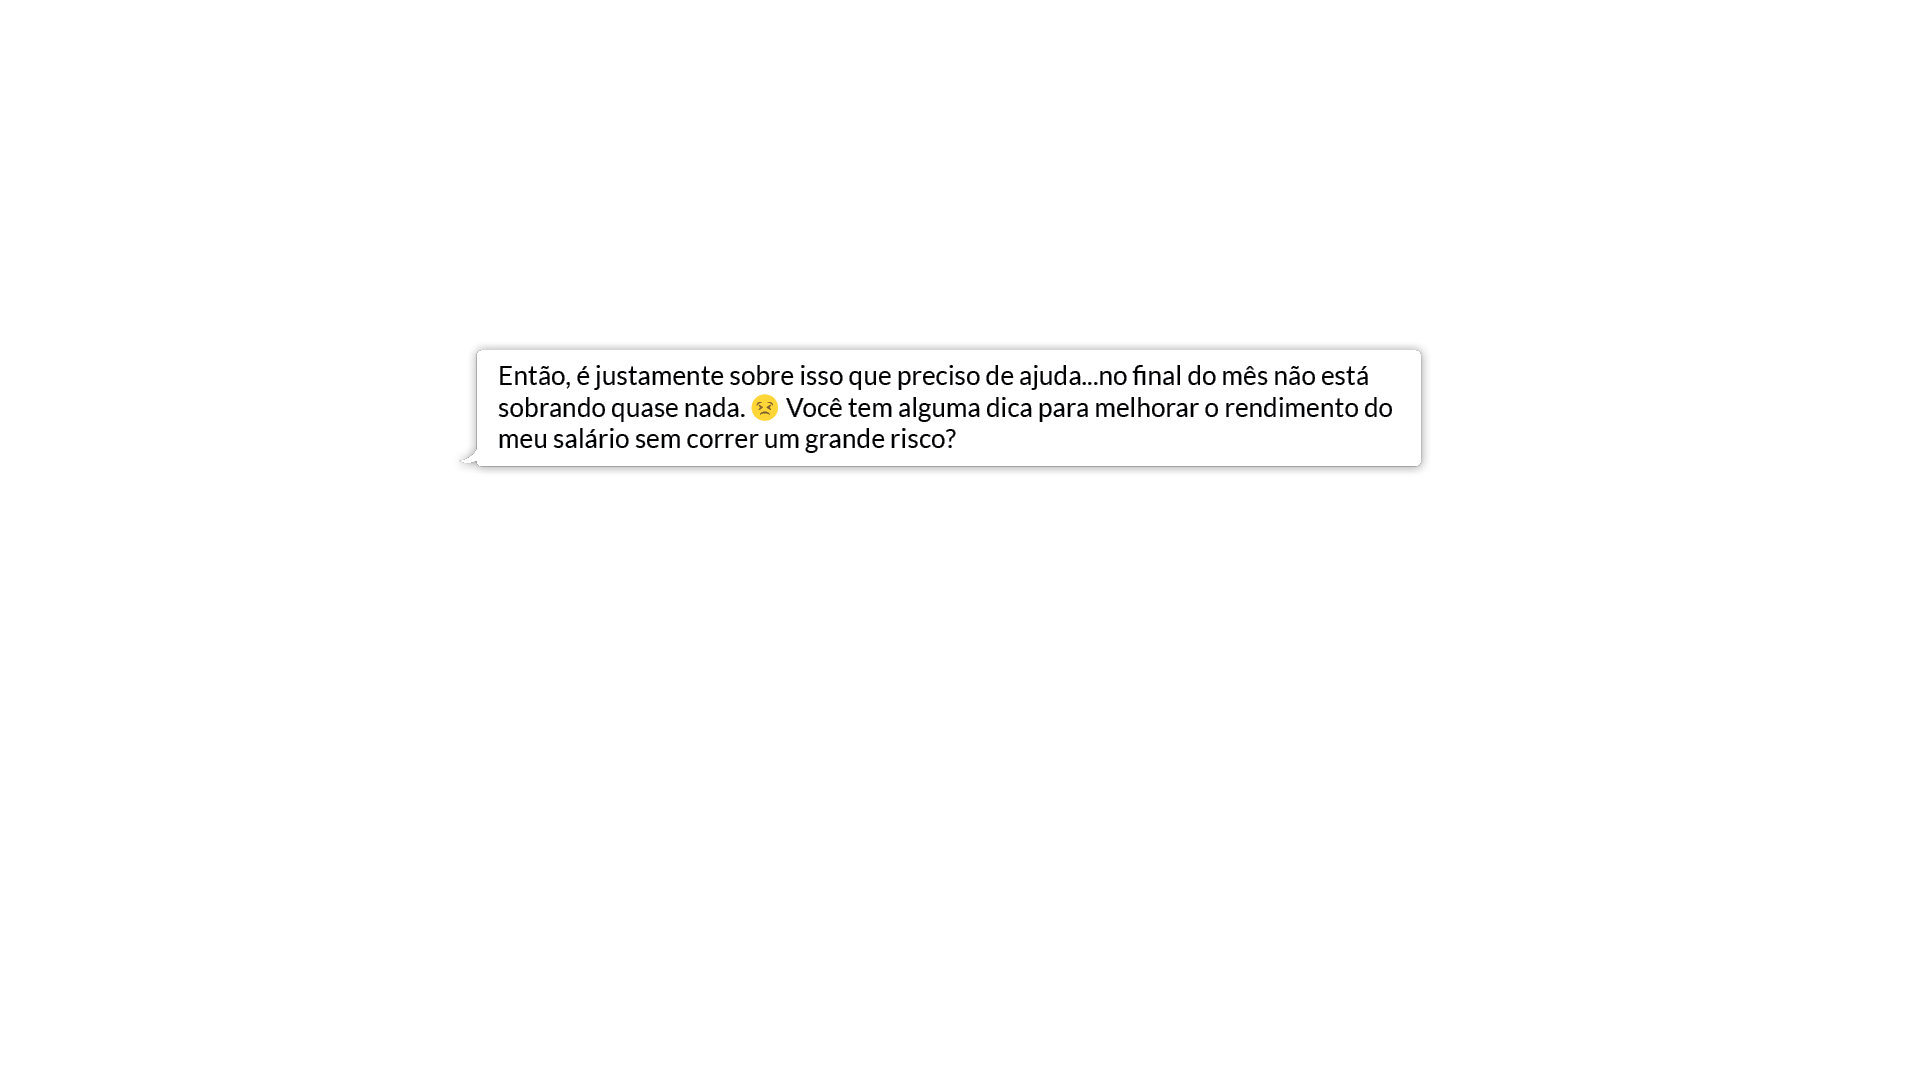 Então, é justamente sobre isso que preciso de ajuda...no final do mês não está
sobrando quase nada. 😣 Você tem alguma dica para melhorar o rendimento do
meu salário sem correr um grande risco?